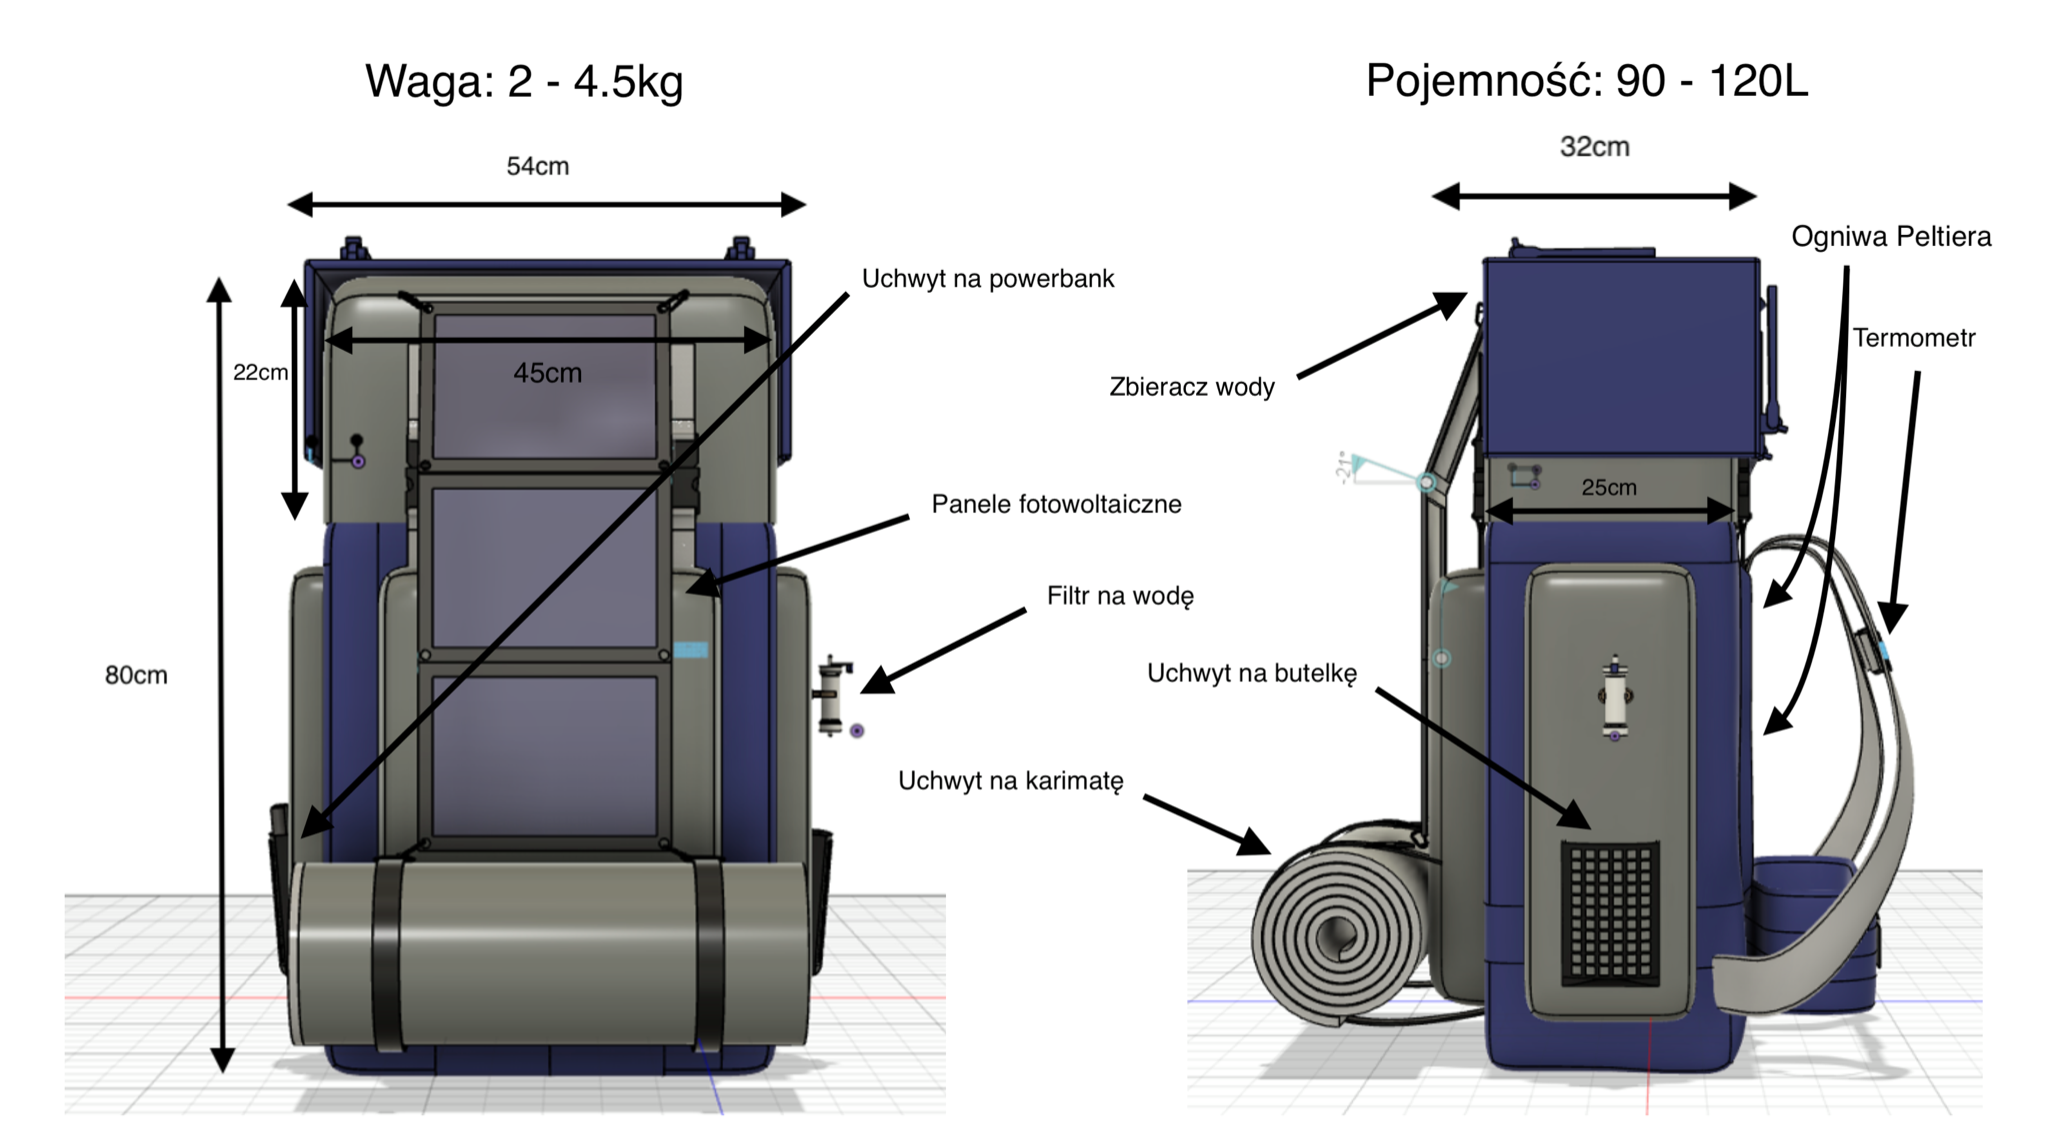 Waga: 2 - 4.5kg
54cm
22cm
45cm
80cm
Uchwyt na powerbank
Panele fotowoltaiczne
Filtr na wodę
Pojemność: 90 - 120L
32cm
Ogniwa Peltiera
Termometr
Zbieracz wody
-21°
25cm
Uchwyt na butelkę
Uchwyt na karimatę